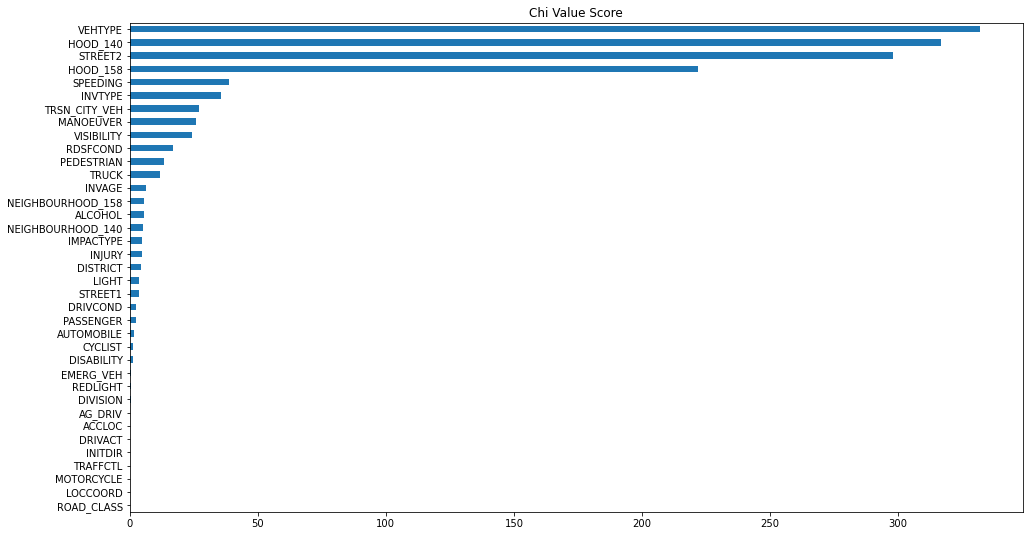 Chi Value Score
VEHTYPE
HOOD_140
STREET2
HOOD_158
SPEEDING
INVTYPE
TRSN_CITY_VEH
MANOEUVER
VISIBILITY
RDSFCOND
PEDESTRIAN
TRUCK
INVAGE
NEIGHBOURHOOD_158
ALCOHOL
NEIGHBOURHOOD_140
IMPACTYPE
INJURY
DISTRICT
LIGHT
STREET1
DRIVCOND
PASSENGER
AUTOMOBILE
CYCLIST
DISABILITY
EMERG_VEH
REDLIGHT
DIVISION
AG_DRIV
ACCLOC
DRIVACT
INITDIR
TRAFFCTL
MOTORCYCLE
LOCCOORD
ROAD_CLASS
0 50 100 150 200 250 300